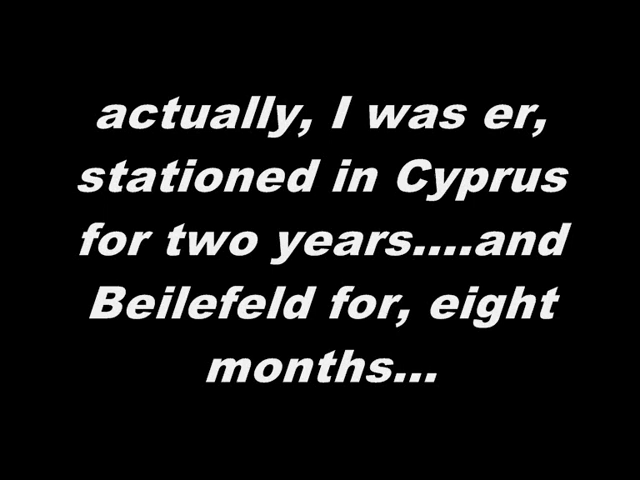 actually, I was er,
stationed in Cyprus
for two years....and
Beilefeld for, eight
months...